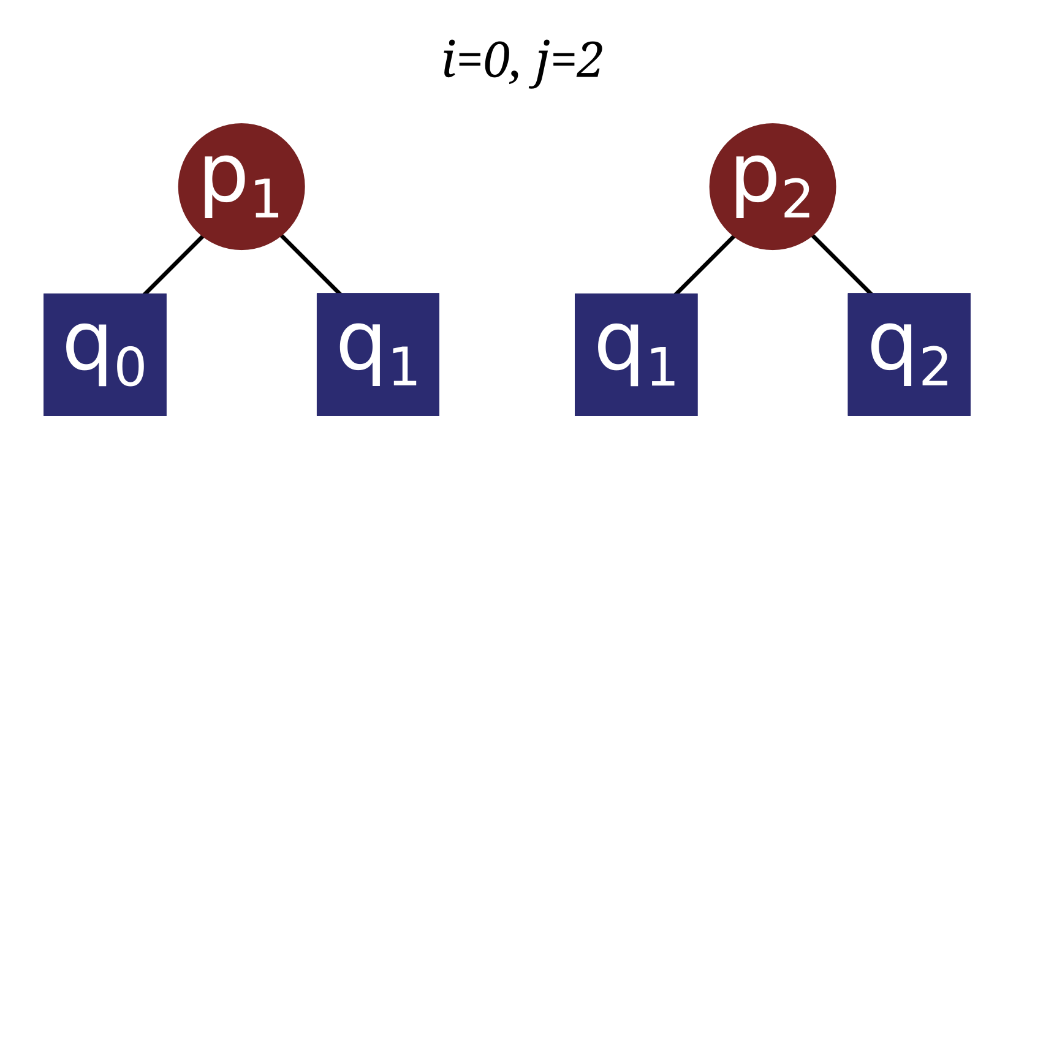 i=0, j=2
p₁ p₂
q₀ q₁ q₁ q₂